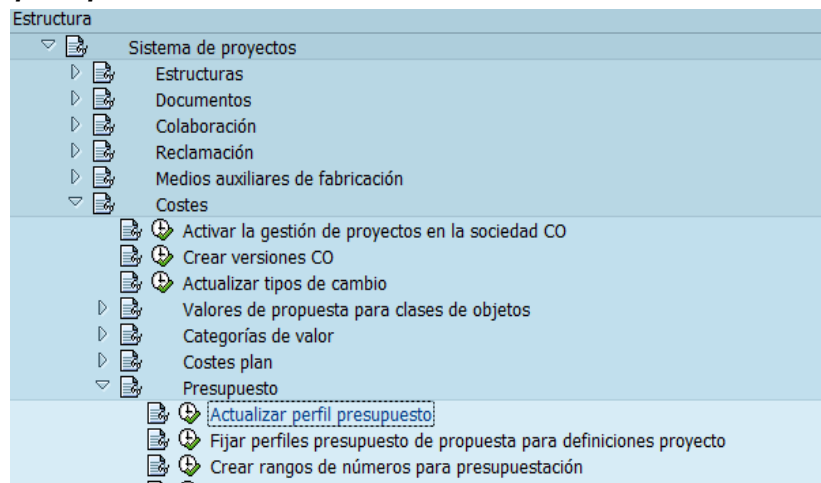 Estructura
Sistema de proyectos
Estructuras
Documentos
Colaboración
Reclamación
Medios auxiliares de fabricación
Costes
Activar la gestión de proyectos en la sociedad CO
Crear versiones CO
Actualizar tipos de cambio
Valores de propuesta para clases de objetos
Categorías de valor
Costes plan
Presupuesto
Actualizar perfil presupuesto
Fijar perfiles presupuesto de propuesta para definiciones proyecto
Crear rangos de números para presupuestación